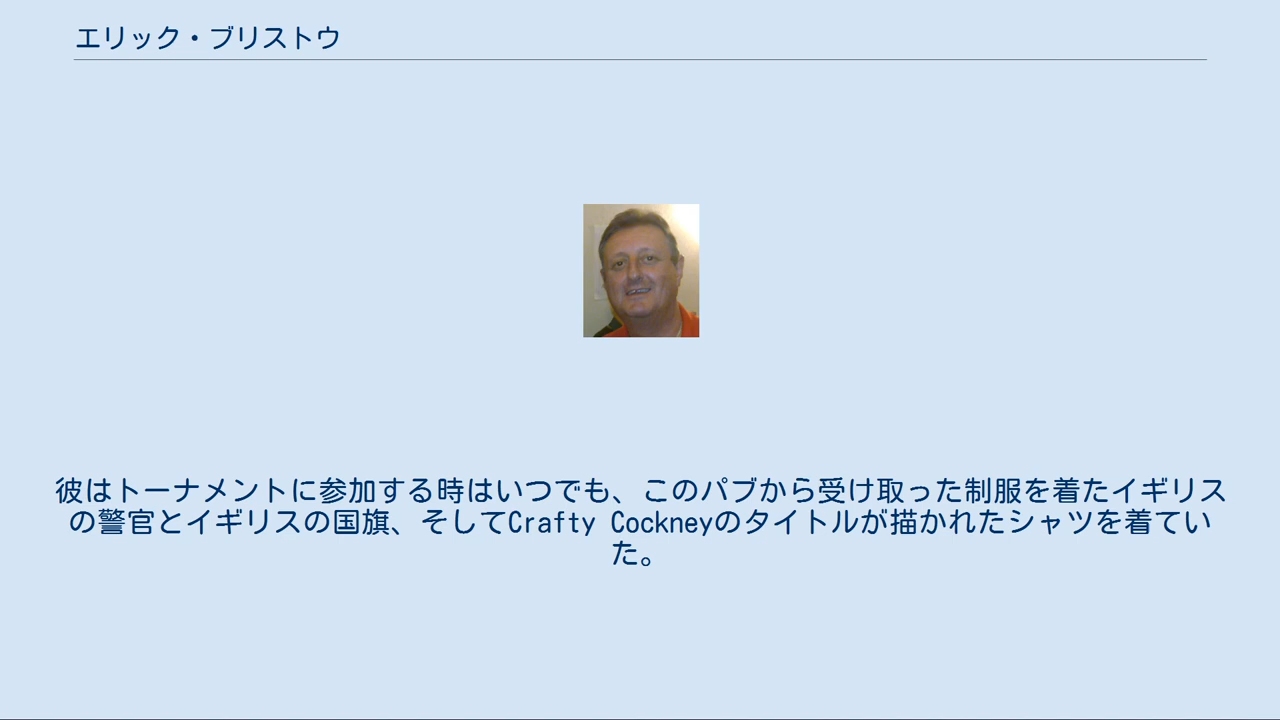 エリック・ブリストウ
彼はトーナメントに参加する時はいつでも、このパブから受け取った制服を着たイギリス
の警官とイギリスの国旗、そしてCrafty Cockneyのタイトルが描かれたシャツを着てい
た。